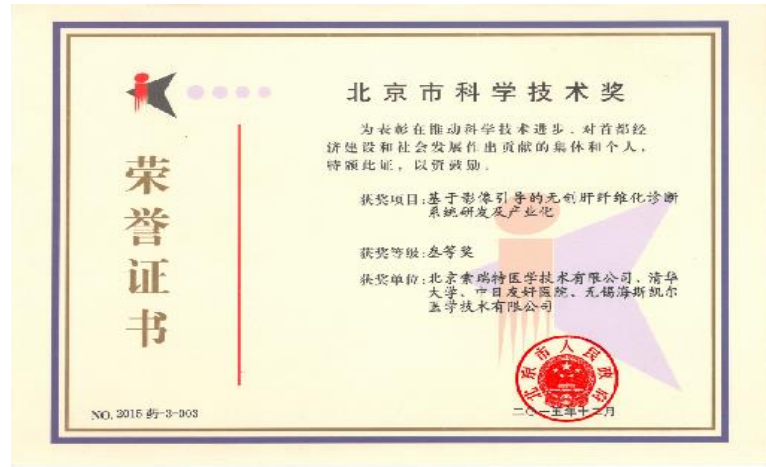 北京市科学技术奖
为表彰在推动科学技术进步、对首都经
济建设和社会发展作出贡献的集体和个人，
特颁此证，以资鼓励。
荣誉证书
获奖项目:基于影像引导的无创肝纤维化诊断
系统研发及产业化
获奖等级:叁等奖
获奖单位:北京索瑞特医学技术有限公司、清华
大学、中日友好医院、无锡海斯凯尔
医学技术有限公司
北京市人民政府
NO. 2015 药-3-003
二〇一五年十二月